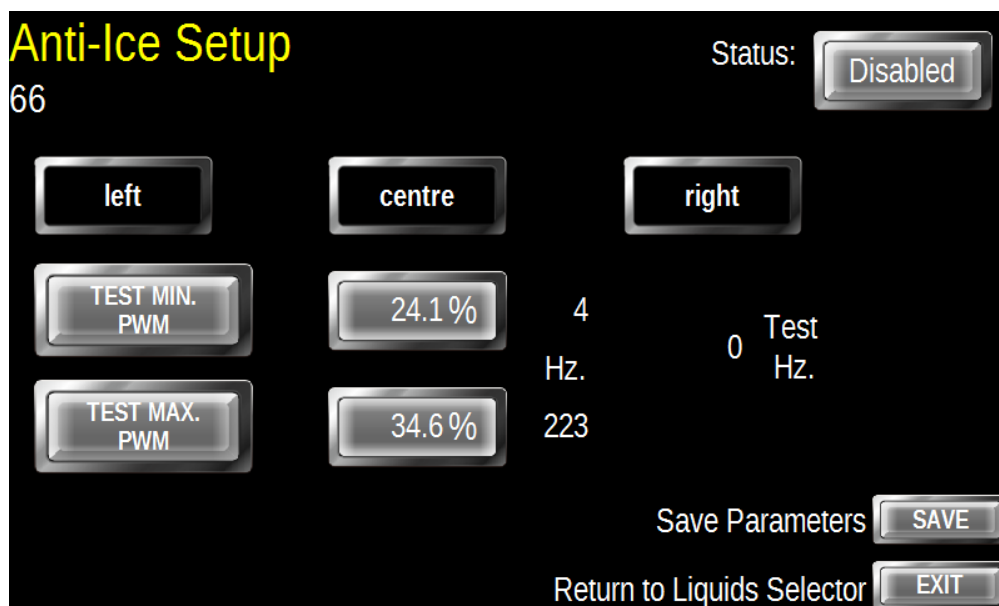 Anti-Ice Setup
Status:
Disabled
66
left
centre
right
TEST MIN.
PWM
24.1 %
4
Hz.
0
Test
Hz.
TEST MAX.
PWM
34.6 %
223
Save Parameters
SAVE
Return to Liquids Selector
EXIT